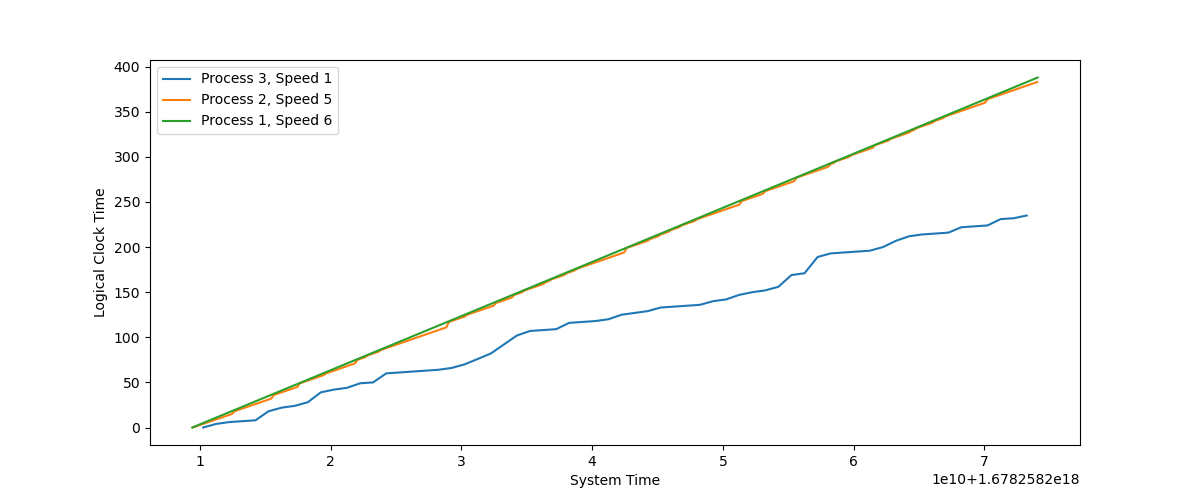 Process 3, Speed 1
Process 2, Speed 5
Process 1, Speed 6
Logical Clock Time
400
350
300
250
200
150
100
50
0
1 2 3 4 5 6 7
System Time
1e10+1.6782582e18